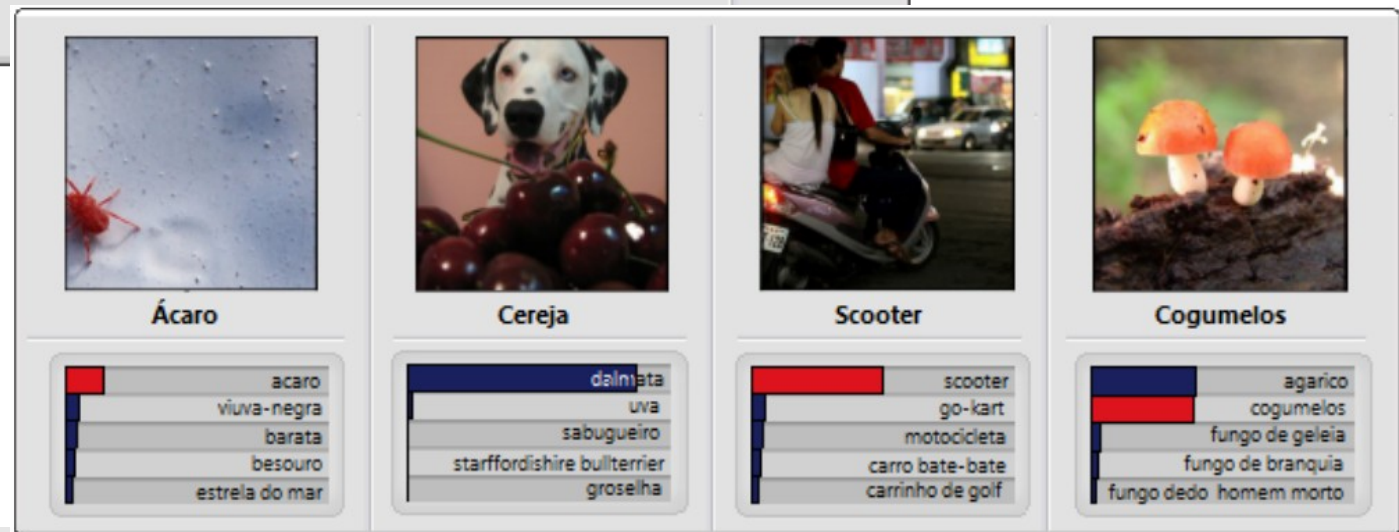 Ácaro
acaro
viuva-negra
barata
besouro
estrela do mar
Cereja
dalmata
uva
sabugueiro
starffordishire bullterrier
groselha
Scooter
scooter
go-kart
motocicleta
carro bate-bate
carrinho de golf
Cogumelos
agarico
cogumelos
fungo de geleia
fungo de branquia
fungo dedo homem morto